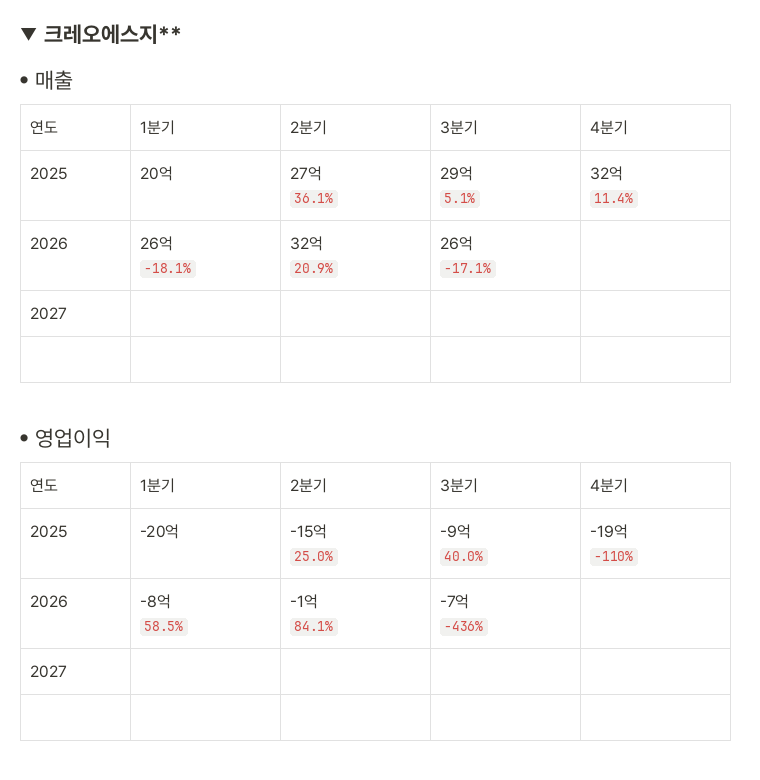 ▼ 크레오에스지**
• 매출
연도 1분기 2분기 3분기 4분기
2025 20억 27억 29억 32억
36.1% 5.1% 11.4%
2026 26억 32억 26억
-18.1% 20.9% -17.1%
2027
• 영업이익
연도 1분기 2분기 3분기 4분기
2025 -20억 -15억 -9억 -19억
25.0% 40.0% -110%
2026 -8억 -1억 -7억
58.5% 84.1% -436%
2027